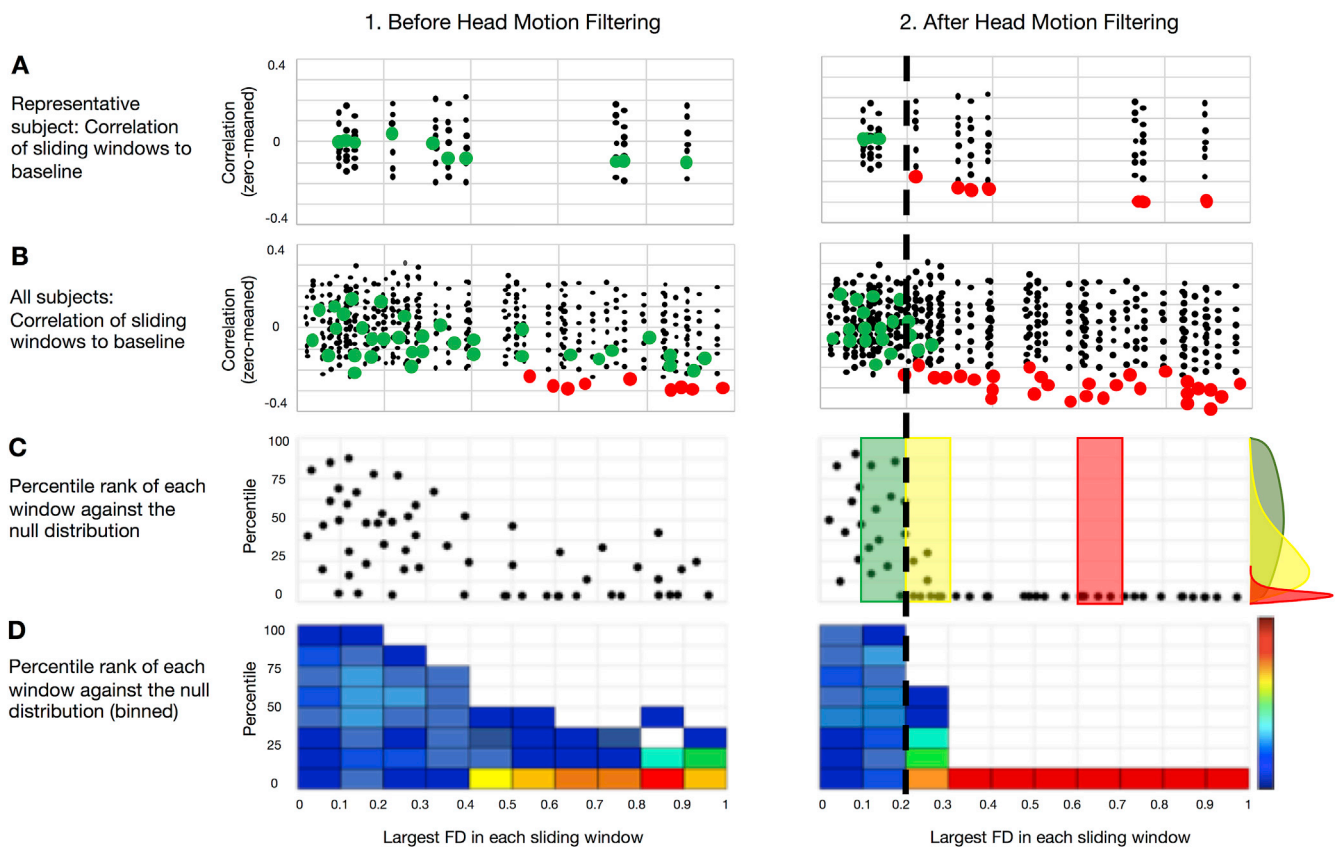 1. Before Head Motion Filtering
2. After Head Motion Filtering
A
Representative
subject: Correlation
of sliding windows to
baseline
Correlation
(zero-meaned)
0.4
0
-0.4
B
All subjects:
Correlation of sliding
windows to baseline
Correlation
(zero-meaned)
0.4
0
-0.4
C
Percentile rank of each
window against the
null distribution
Percentile
100
75
50
25
0
D
Percentile rank of each
window against the null
distribution (binned)
Percentile
100
75
50
25
0
0 0.1 0.2 0.3 0.4 0.5 0.6 0.7 0.8 0.9 1
0 0.1 0.2 0.3 0.4 0.5 0.6 0.7 0.8 0.9 1
Largest FD in each sliding window
Largest FD in each sliding window